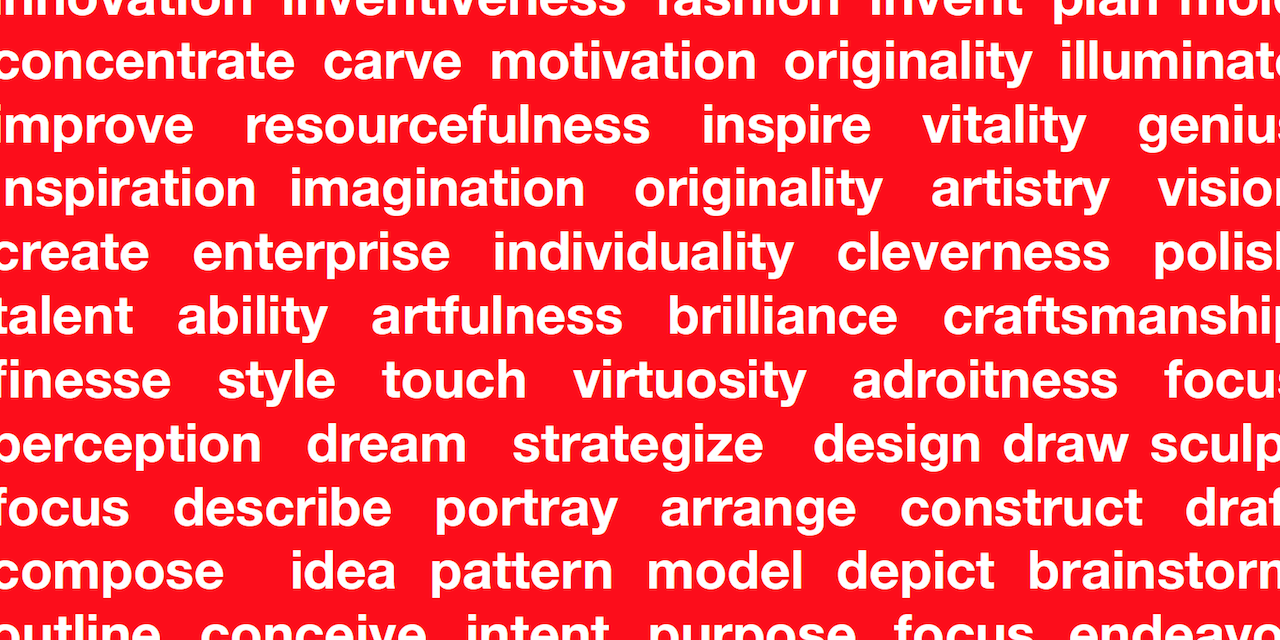 innovation inventiveness fashion invent plan mold
concentrate carve motivation originality illuminate
improve resourcefulness inspire vitality genius
inspiration imagination originality artistry vision
create enterprise individuality cleverness polish
talent ability artfulness brilliance craftsmanship
finesse style touch virtuosity adroitness focus
perception dream strategize design draw sculp
focus describe portray arrange construct draf
compose idea pattern model depict brainstorm
outline conceive intent purpose focus endeavo